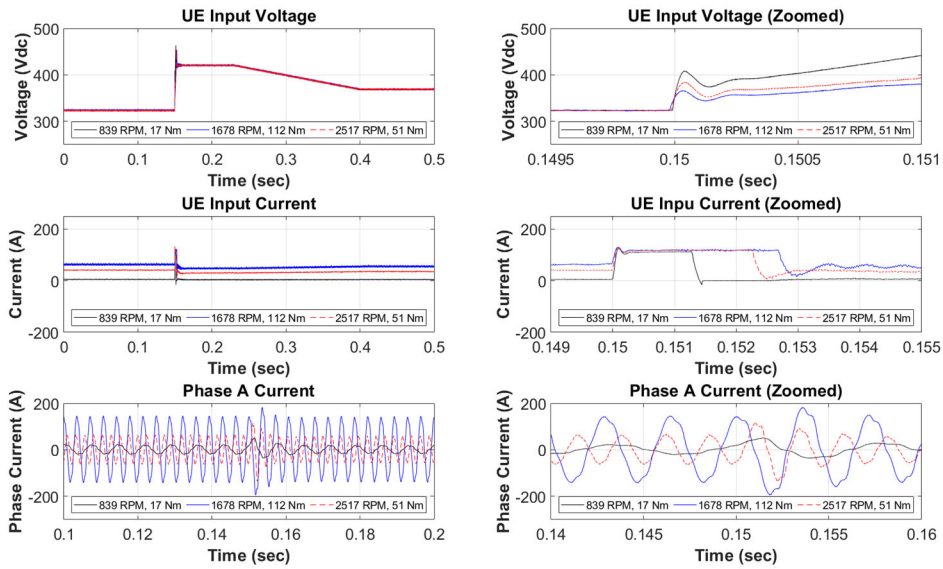 UE Input Voltage
500
400
300
Voltage (Vdc)
839 RPM, 17 Nm 1678 RPM, 112 Nm 2517 RPM, 51 Nm
0 0.1 0.2 0.3 0.4 0.5
Time (sec)
UE Input Voltage (Zoomed)
500
400
300
Voltage (Vdc)
839 RPM, 17 Nm 1678 RPM, 112 Nm 2517 RPM, 51 Nm
0.1495 0.15 0.1505 0.151
Time (sec)
UE Input Current
200
0
-200
Current (A)
839 RPM, 17 Nm 1678 RPM, 112 Nm 2517 RPM, 51 Nm
0 0.1 0.2 0.3 0.4 0.5
Time (sec)
UE Inpu Current (Zoomed)
200
0
-200
Current (A)
839 RPM, 17 Nm 1678 RPM, 112 Nm 2517 RPM, 51 Nm
0.149 0.15 0.151 0.152 0.153 0.154 0.155
Time (sec)
Phase A Current
200
0
-200
Phase Current (A)
839 RPM, 17 Nm 1678 RPM, 112 Nm 2517 RPM, 51 Nm
0.1 0.12 0.14 0.16 0.18 0.2
Time (sec)
Phase A Current (Zoomed)
200
0
-200
Phase Current (A)
839 RPM, 17 Nm 1678 RPM, 112 Nm 2517 RPM, 51 Nm
0.14 0.145 0.15 0.155 0.16
Time (sec)